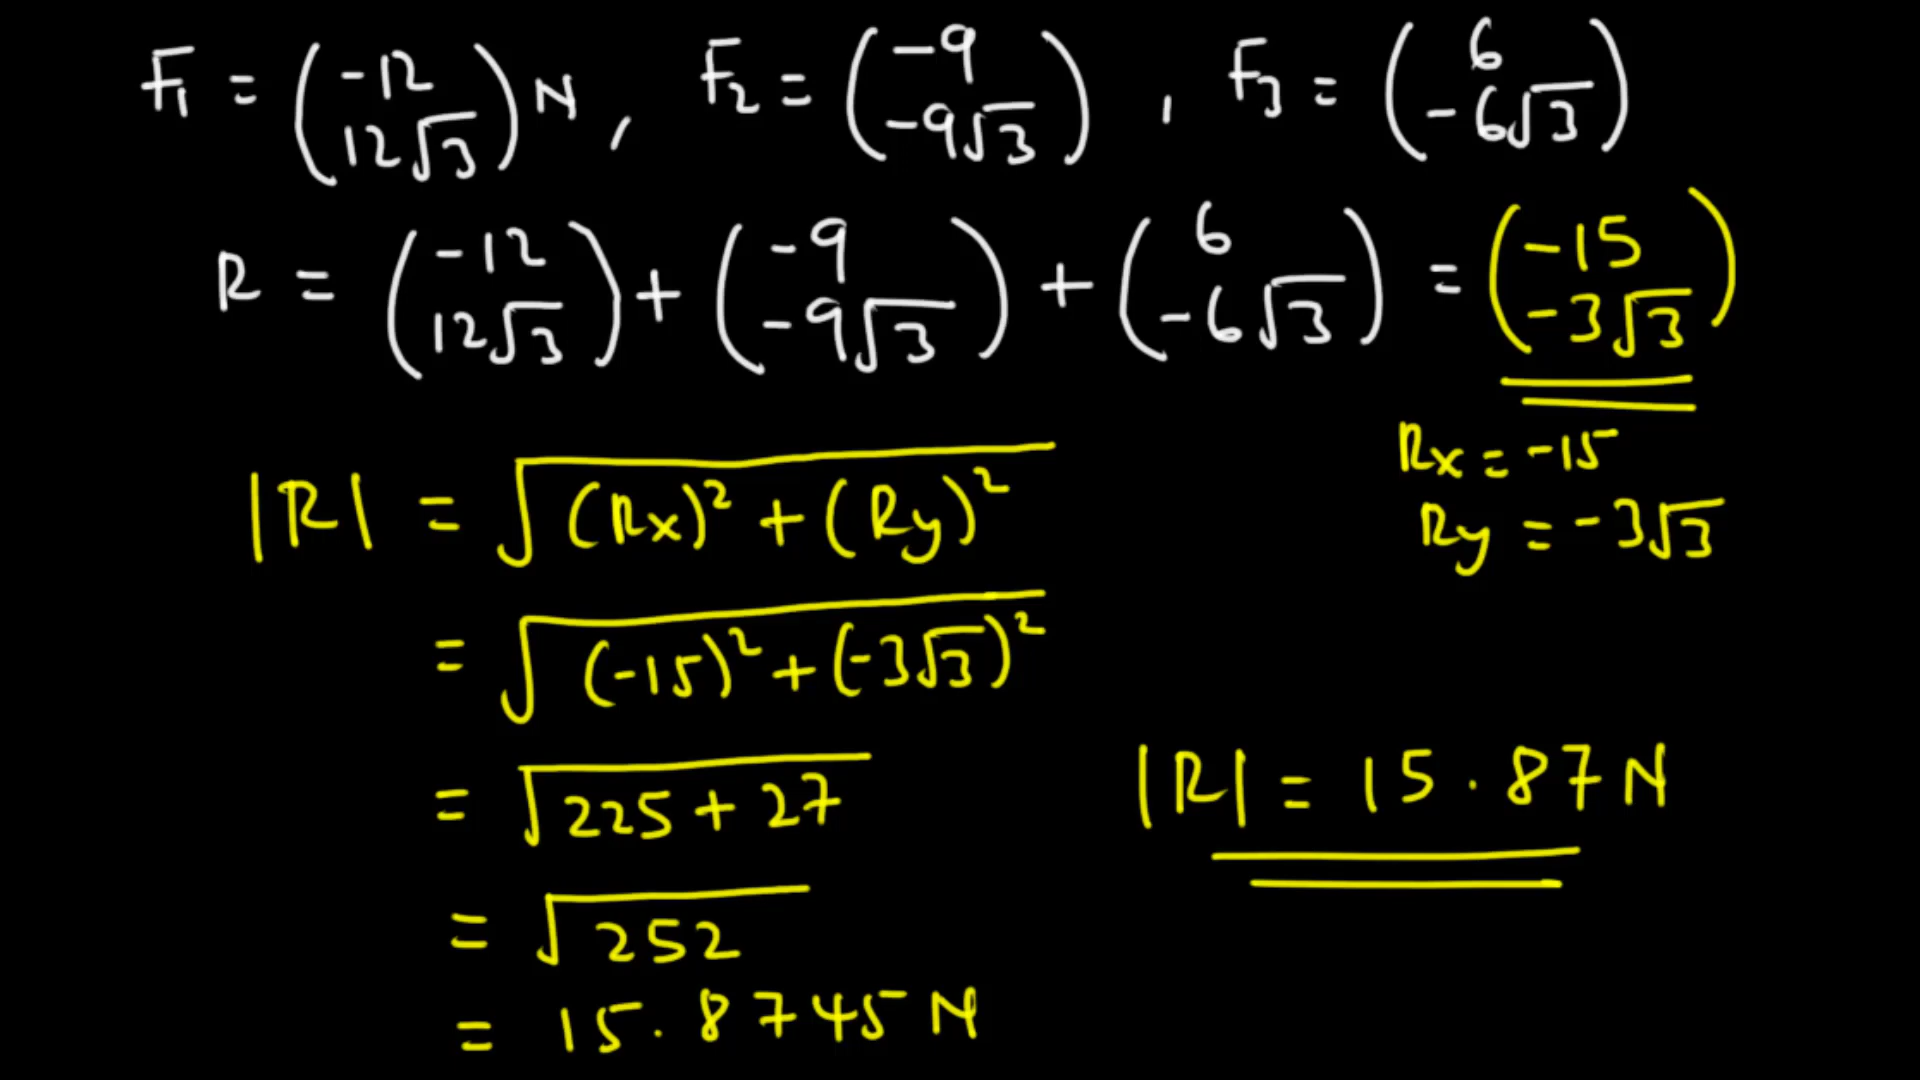 F₁ = (-12 12√3) N , F₂ = (-9 -9√3) , F₃ = (6 -6√3)
R = (-12 12√3) + (-9 -9√3) + (6 -6√3) = (-15 -3√3)
Rx = -15
Ry = -3√3
|R| = √((Rx)² + (Ry)²)
= √((-15)² + (-3√3)²)
= √(225 + 27)
= √252
= 15.8745 N
|R| = 15.87 N